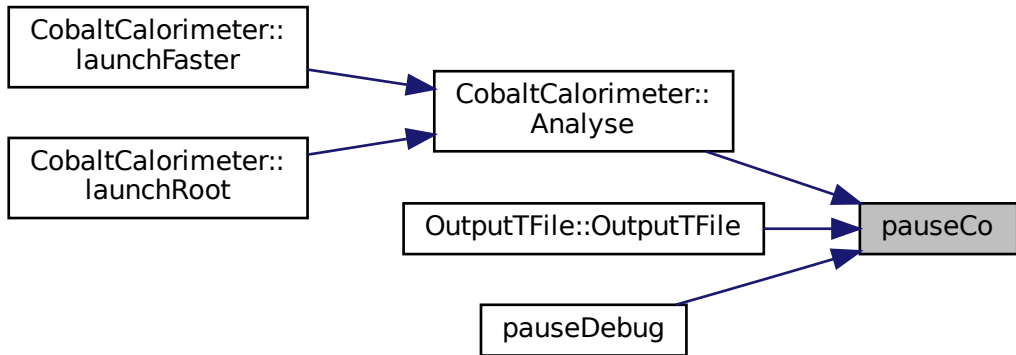 CobaltCalorimeter::
launchFaster
CobaltCalorimeter::
launchRoot
CobaltCalorimeter::
Analyse
OutputTFile::OutputTFile
pauseDebug
pauseCo